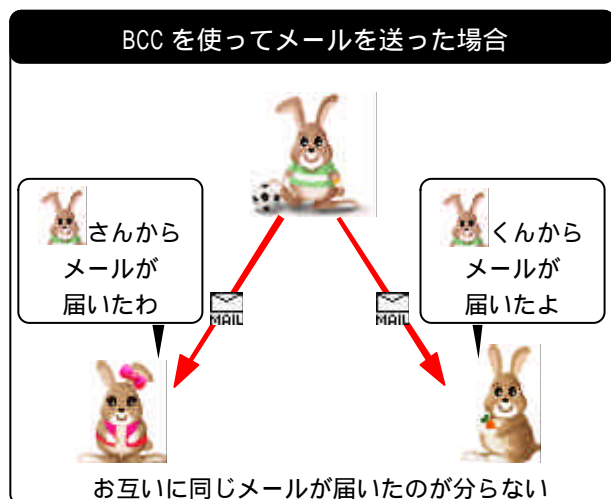 BCC を使ってメールを送った場合
さんから
メールが
届いたわ
くんから
メールが
届いたよ
MAIL
MAIL
お互いに同じメールが届いたのが分らない